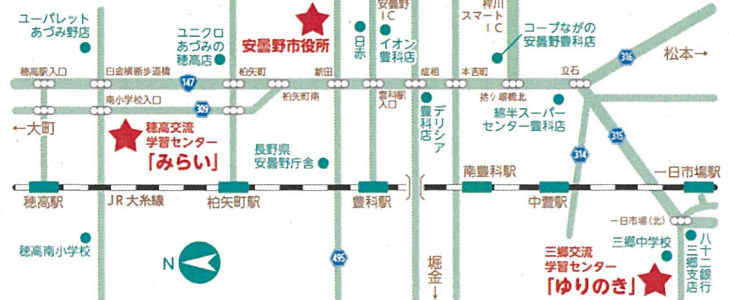 ユーパレット
あづみ野店
ユニクロ
あづみの
穂高店
安曇野市役所
安曇野
IC
日赤
イオン
豊科店
梓川
スマート
IC
コープながの
安曇野豊科店
316
松本→
穂高駅入口
白金横断歩道橋
147
柏矢町
新田
成相
本吉町
立石
南小学校入口
309
柏矢町南
豊科駅
入口
拾ケ堰橋北
←大町
穂高交流
学習センター
「みらい」
長野県
安曇野庁舎
デリシア
豊科店
綿半スーパー
センター豊科店
314
315
穂高駅
JR大糸線
柏矢町駅
豊科駅
南豊科駅
中萱駅
一日市場駅
穂高南小学校
N
495
堀金→
一日市場(北)
三郷中学校
三郷交流
学習センター
「ゆりのき」
八十二銀行
三郷支店